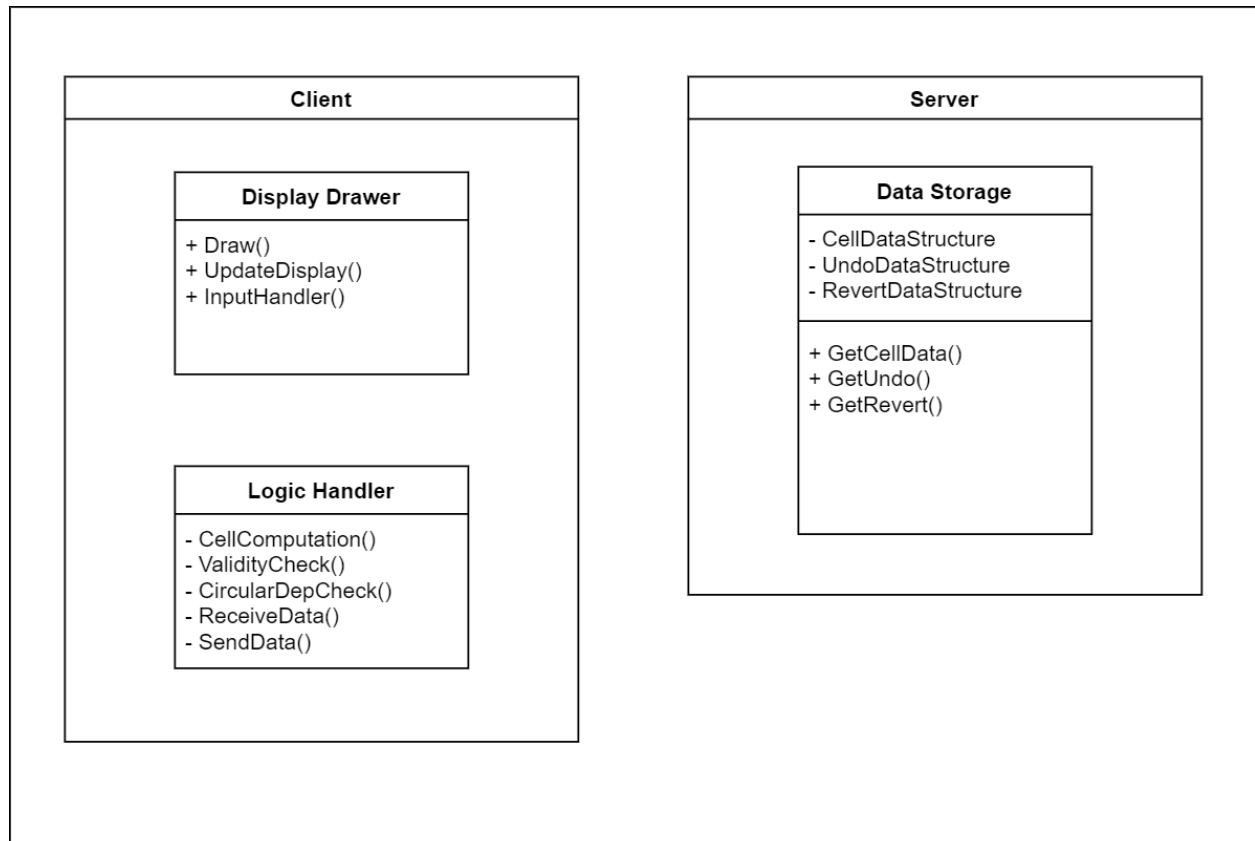 Client
Display Drawer
+ Draw()
+ UpdateDisplay()
+ InputHandler()
Logic Handler
- CellComputation()
- ValidityCheck()
- CircularDepCheck()
- ReceiveData()
- SendData()
Server
Data Storage
- CellDataStructure
- UndoDataStructure
- RevertDataStructure
+ GetCellData()
+ GetUndo()
+ GetRevert()